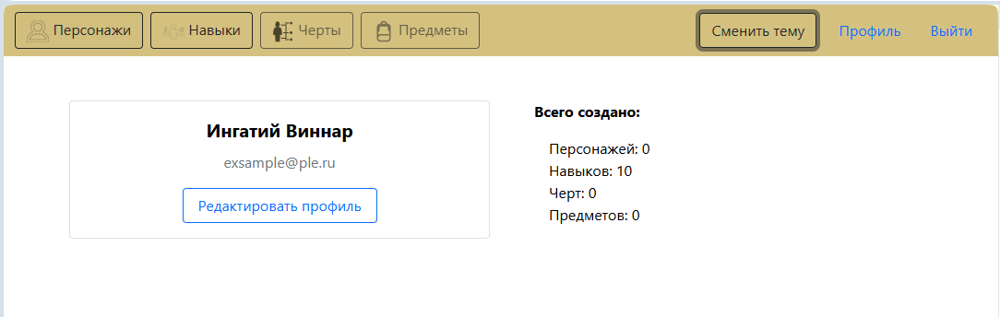 Персонажи Навыки Черты Предметы Сменить тему Профиль Выйти
Ингатий Виннар
exsample@ple.ru
Редактировать профиль
Всего создано:
Персонажей: 0
Навыков: 10
Черт: 0
Предметов: 0